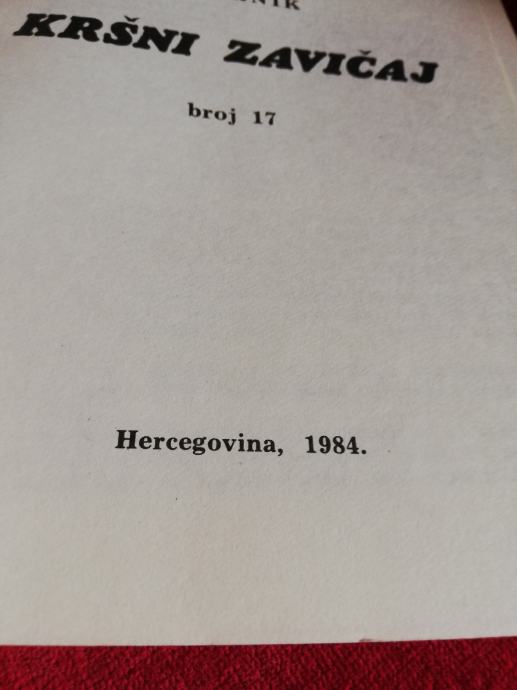 KRŠNI ZAVIČAJ
broj 17
Hercegovina, 1984.